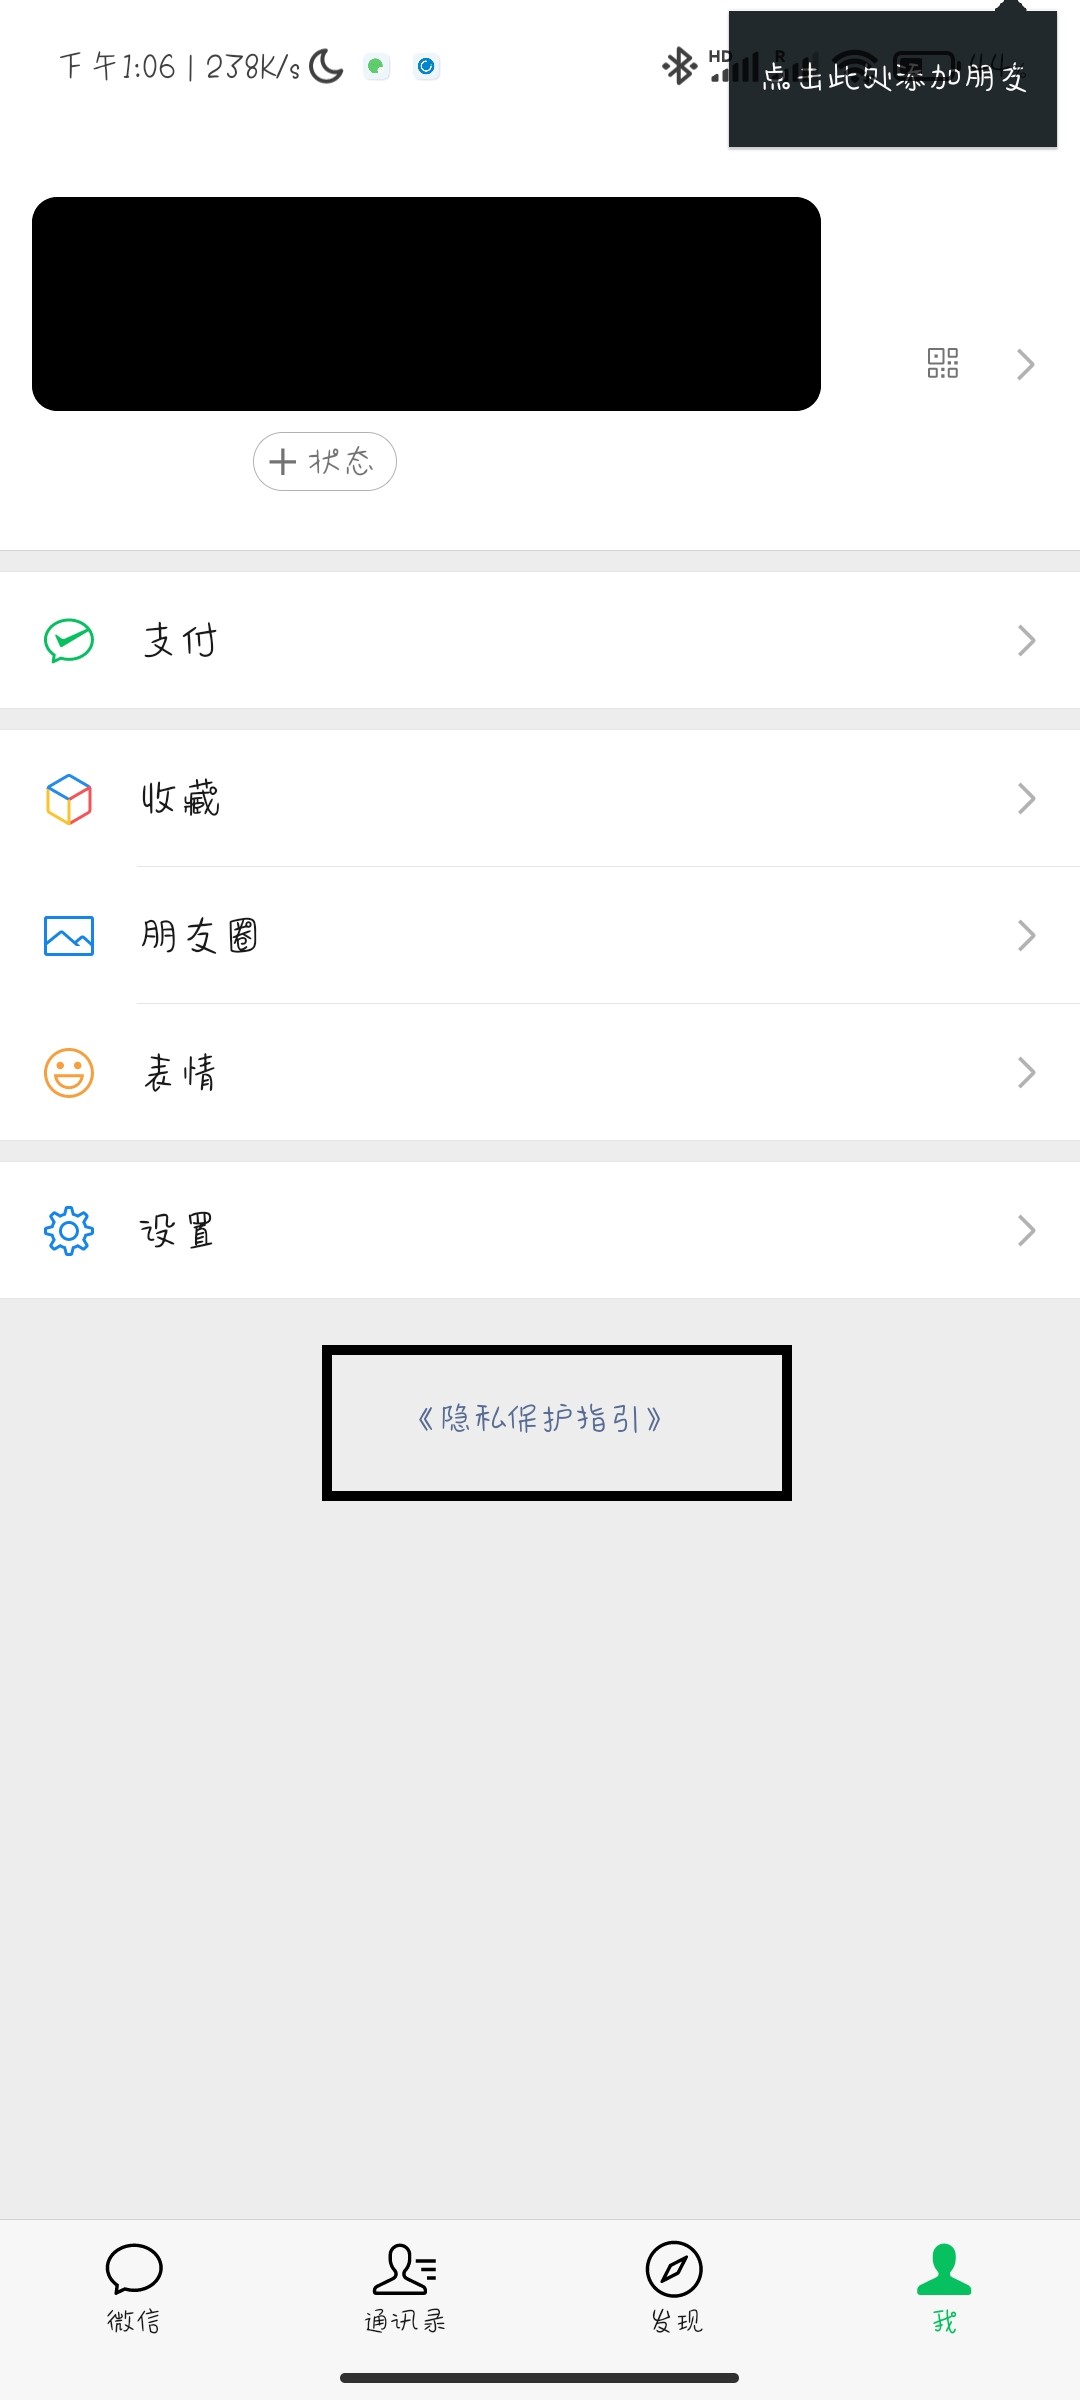 下午1:06 | 238K/s
HD
R
点击此处添加朋友
状态
支付
收藏
朋友圈
表情
设置
《隐私保护指引》
微信
通讯录
发现
我